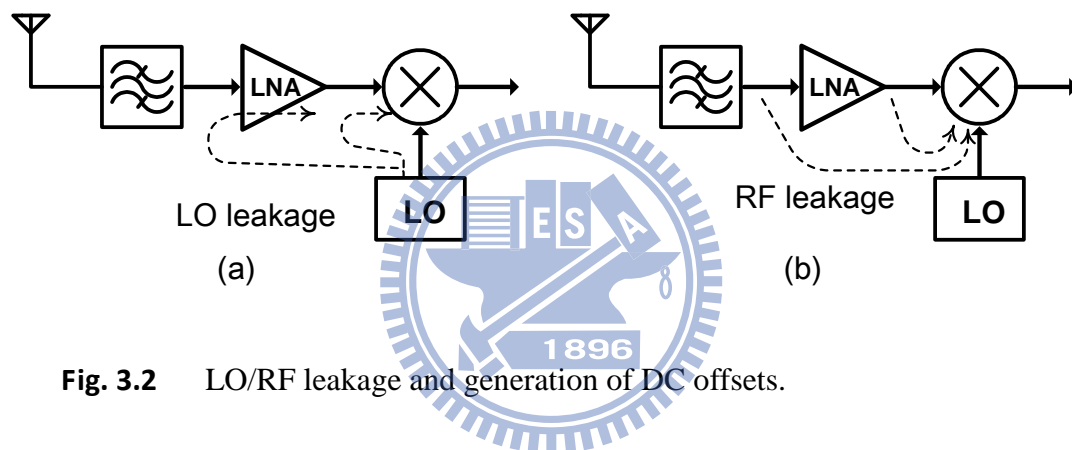 LNA
LO
LO leakage
(a)
LNA
LO
RF leakage
(b)
E S A
1896
Fig. 3.2 LO/RF leakage and generation of DC offsets.